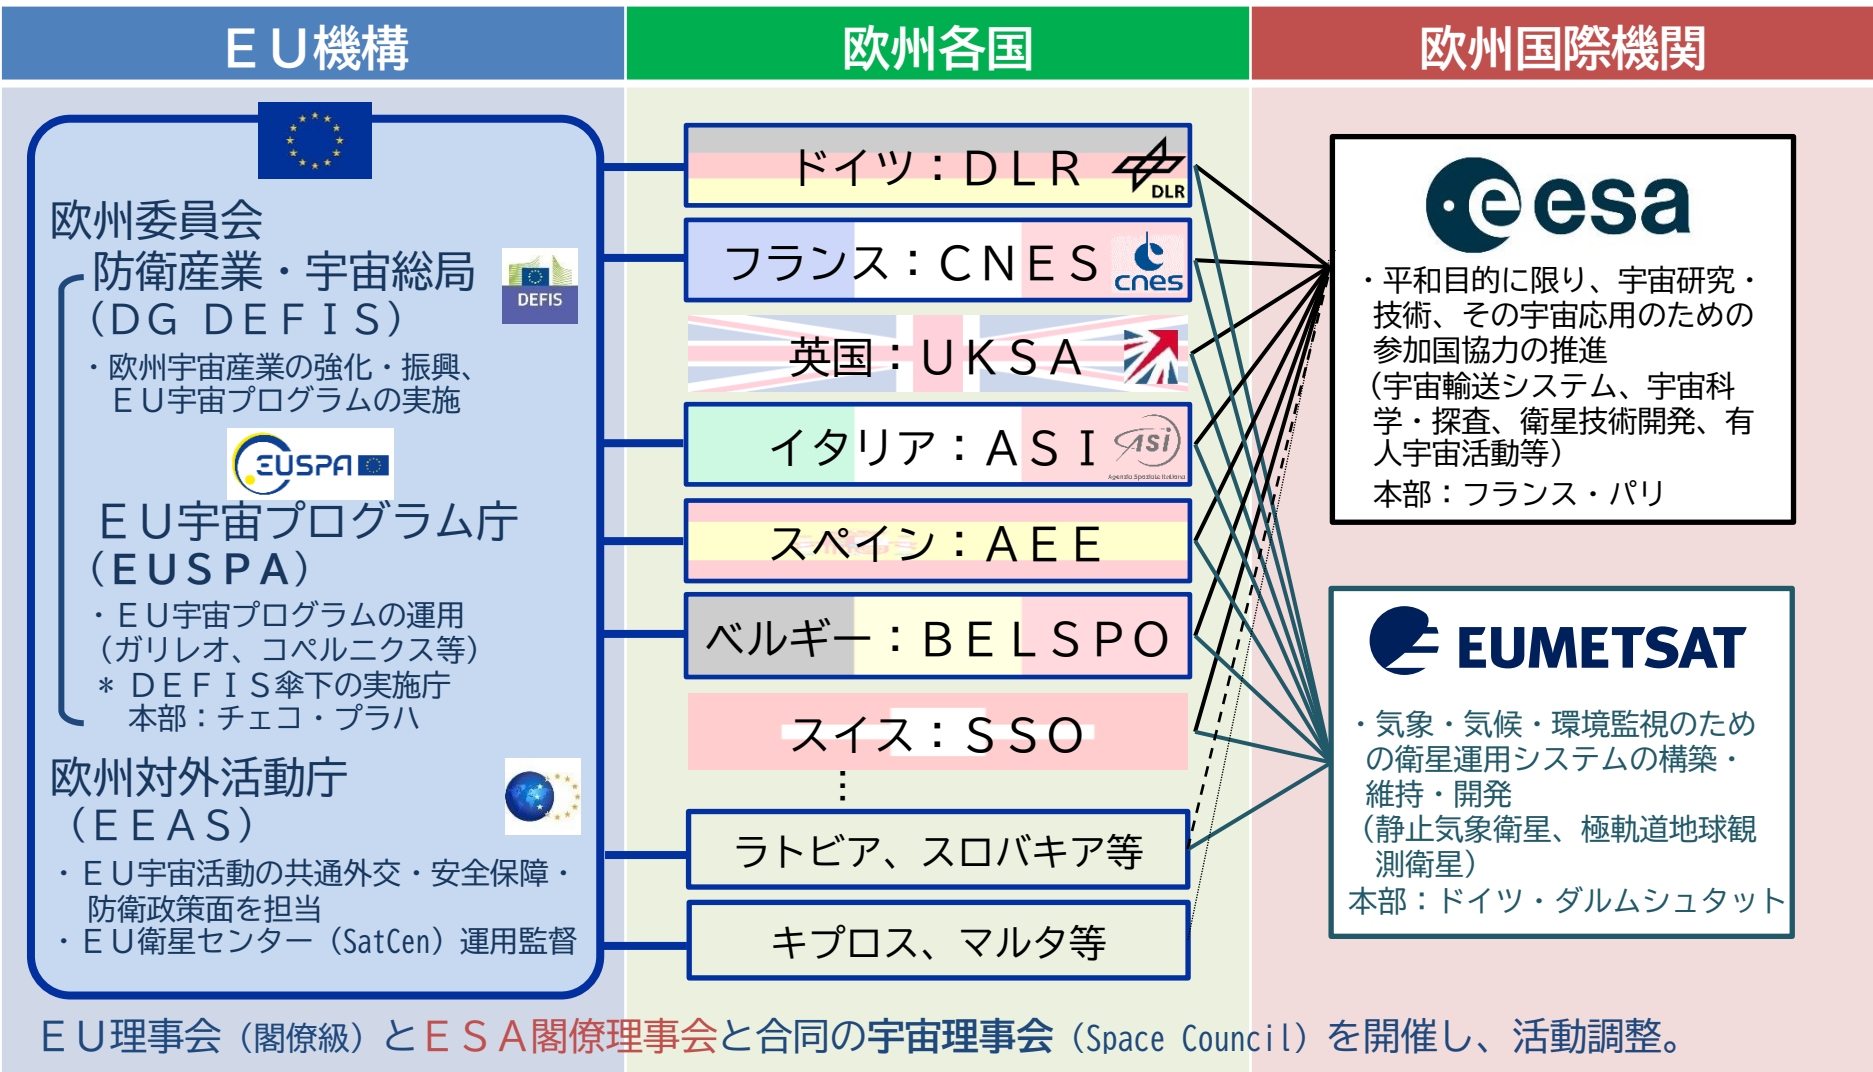 ＥＵ機構
欧州各国
欧州国際機関
欧州委員会
防衛産業・宇宙総局
（ＤＧ ＤＥＦＩＳ）
DEFIS
・欧州宇宙産業の強化・振興、
ＥＵ宇宙プログラムの実施
EUSPA
ＥＵ宇宙プログラム庁
（ＥＵＳＰＡ）
・ＥＵ宇宙プログラムの運用
（ガリレオ、コペルニクス等）
* ＤＥＦＩＳ傘下の実施庁
本部：チェコ・プラハ
欧州対外活動庁
（ＥＥＡＳ）
・ＥＵ宇宙活動の共通外交・安全保障・
防衛政策面を担当
・ＥＵ衛星センター（SatCen）運用監督
ドイツ：ＤＬＲ
DLR
フランス：ＣＮＥＳ
cnes
英国：ＵＫＳＡ
イタリア：ＡＳＩ
asi
Agenzia Spaziale Italiana
スペイン：ＡＥＥ
ベルギー：ＢＥＬＳＰＯ
スイス：ＳＳＯ
⋮
ラトビア、スロバキア等
キプロス、マルタ等
esa
・平和目的に限り、宇宙研究・
技術、その宇宙応用のための
参加国協力の推進
（宇宙輸送システム、宇宙科
学・探査、衛星技術開発、有
人宇宙活動等）
本部：フランス・パリ
EUMETSAT
・気象・気候・環境監視のため
の衛星運用システムの構築・
維持・開発
（静止気象衛星、極軌道地球観
測衛星）
本部：ドイツ・ダルムシュタット
ＥＵ理事会（閣僚級）とＥＳＡ閣僚理事会と合同の宇宙理事会（Space Council）を開催し、活動調整。